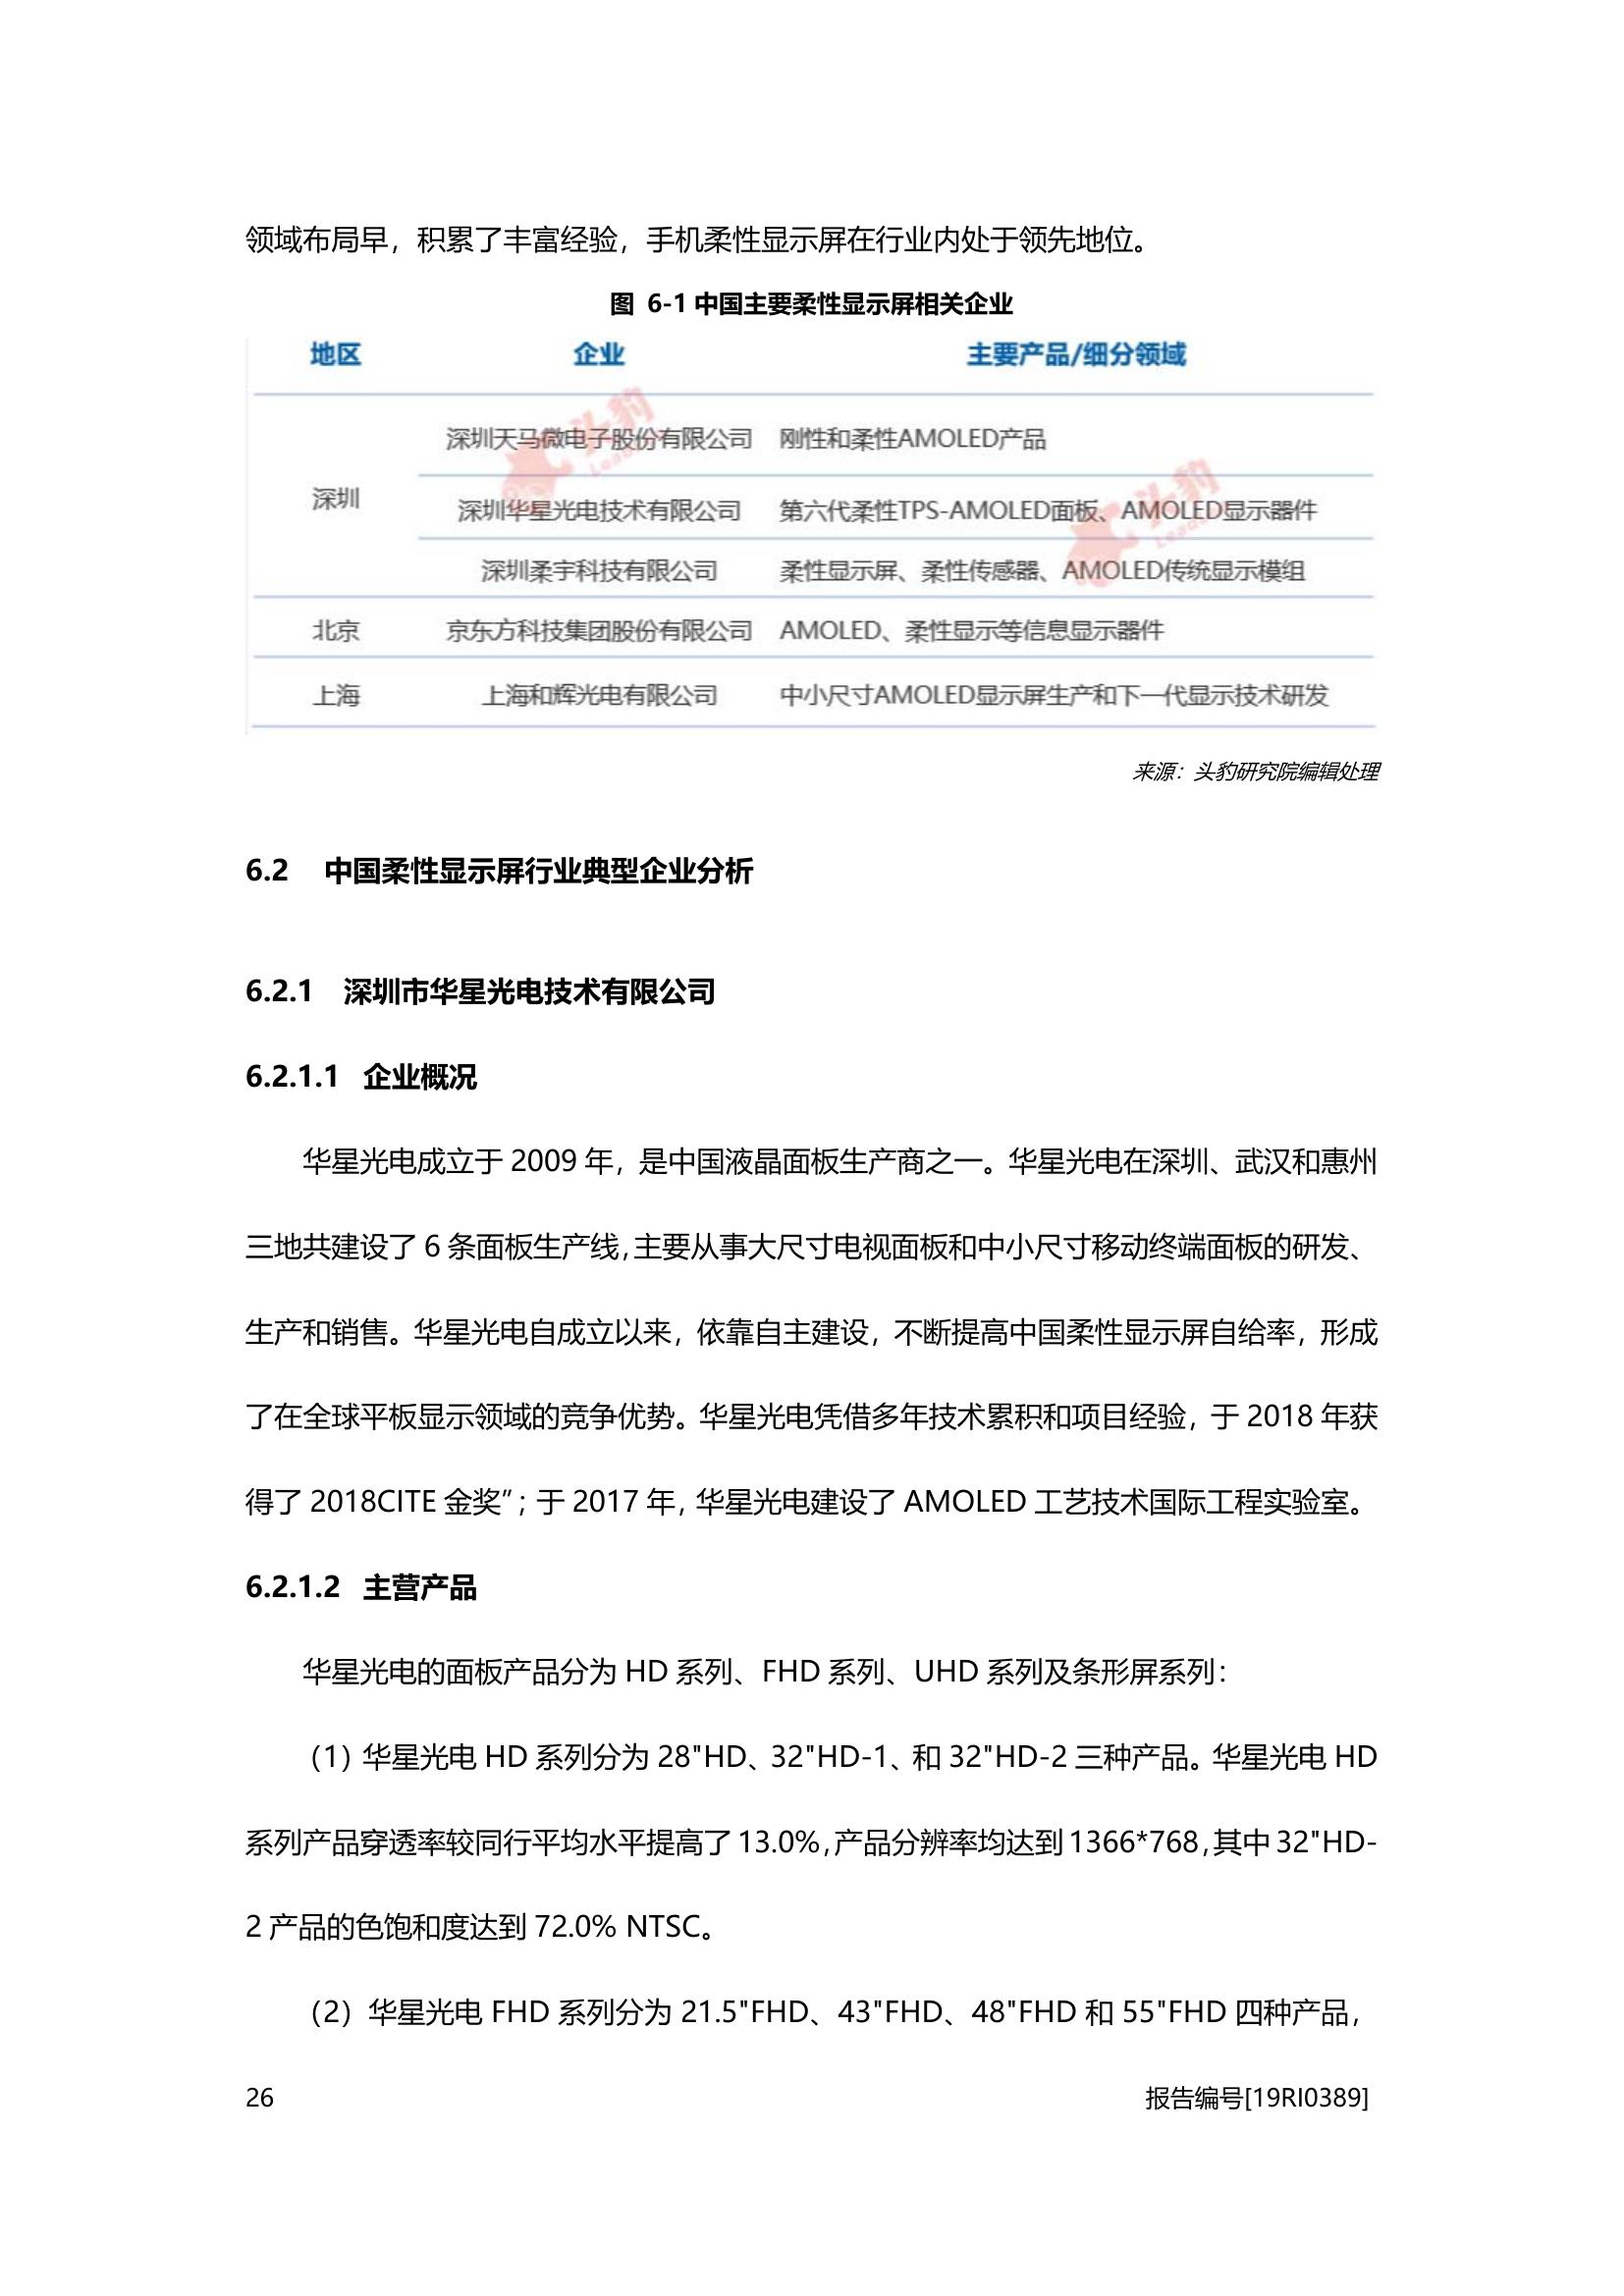 领域布局早，积累了丰富经验，手机柔性显示屏在行业内处于领先地位。
图 6-1 中国主要柔性显示屏相关企业
地区 企业 主要产品/细分领域
深圳天马微电子股份有限公司 刚性和柔性AMOLED产品
深圳
深圳华星光电技术有限公司 第六代柔性TPS-AMOLED面板、AMOLED显示器件
深圳柔宇科技有限公司 柔性显示屏、柔性传感器、AMOLED传统显示模组
北京 京东方科技集团股份有限公司 AMOLED、柔性显示等信息显示器件
上海 上海和辉光电有限公司 中小尺寸AMOLED显示屏生产和下一代显示技术研发
头豹
头豹
来源：头豹研究院编辑处理
6.2 中国柔性显示屏行业典型企业分析
6.2.1 深圳市华星光电技术有限公司
6.2.1.1 企业概况
华星光电成立于 2009 年，是中国液晶面板生产商之一。华星光电在深圳、武汉和惠州
三地共建设了 6 条面板生产线，主要从事大尺寸电视面板和中小尺寸移动终端面板的研发、
生产和销售。华星光电自成立以来，依靠自主建设，不断提高中国柔性显示屏自给率，形成
了在全球平板显示领域的竞争优势。华星光电凭借多年技术累积和项目经验，于 2018 年获
得了 2018CITE 金奖”；于 2017 年，华星光电建设了 AMOLED 工艺技术国际工程实验室。
6.2.1.2 主营产品
华星光电的面板产品分为 HD 系列、FHD 系列、UHD 系列及条形屏系列：
（1）华星光电 HD 系列分为 28"HD、32"HD-1、和 32"HD-2 三种产品。华星光电 HD
系列产品穿透率较同行平均水平提高了 13.0%，产品分辨率均达到 1366*768，其中 32"HD-
2 产品的色饱和度达到 72.0% NTSC。
（2）华星光电 FHD 系列分为 21.5"FHD、43"FHD、48"FHD 和 55"FHD 四种产品，
26 报告编号[19RI0389]